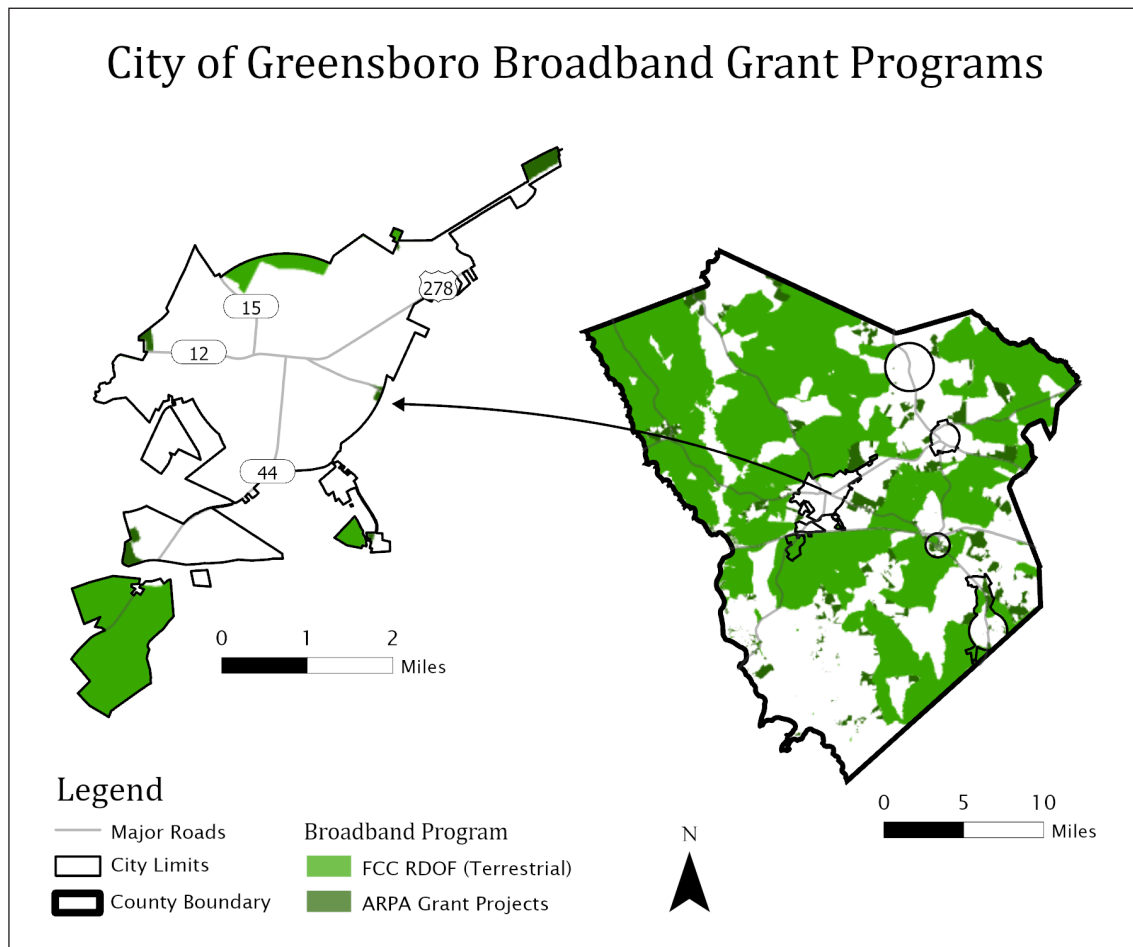 City of Greensboro Broadband Grant Programs
278
15
12
44
0 1 2
Miles
0 5 10
Miles
N
Legend
Major Roads
City Limits
County Boundary
Broadband Program
FCC RDOF (Terrestrial)
ARPA Grant Projects